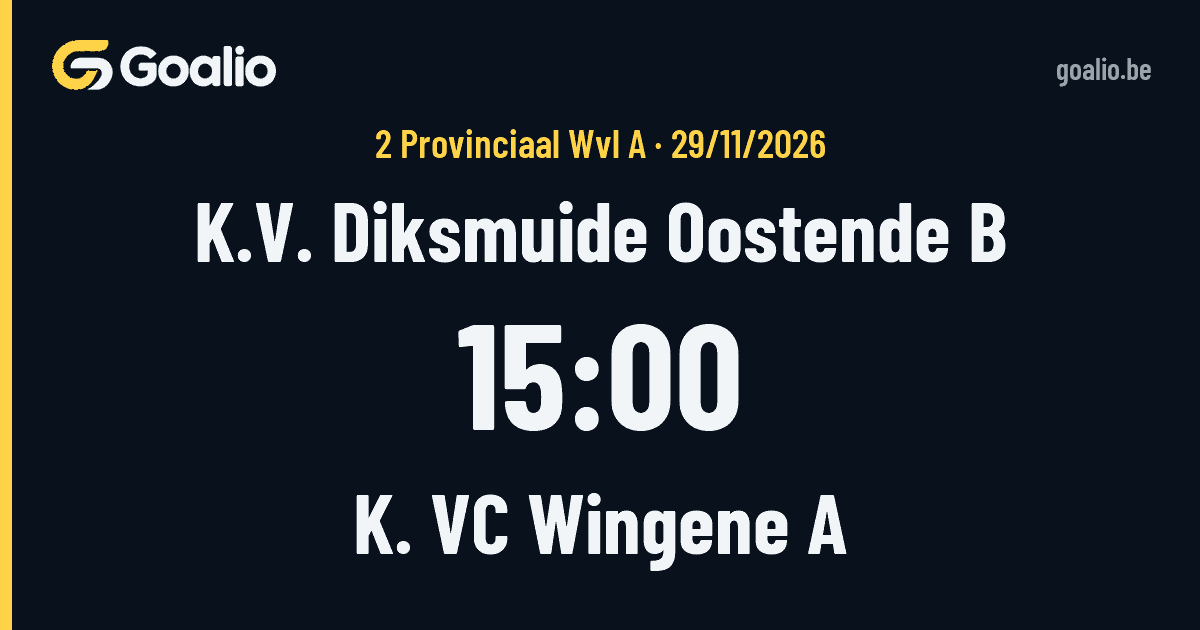 Goalio
goalio.be
2 Provinciaal Wvl A · 29/11/2026
K.V. Diksmuide Oostende B
15:00
K. VC Wingene A